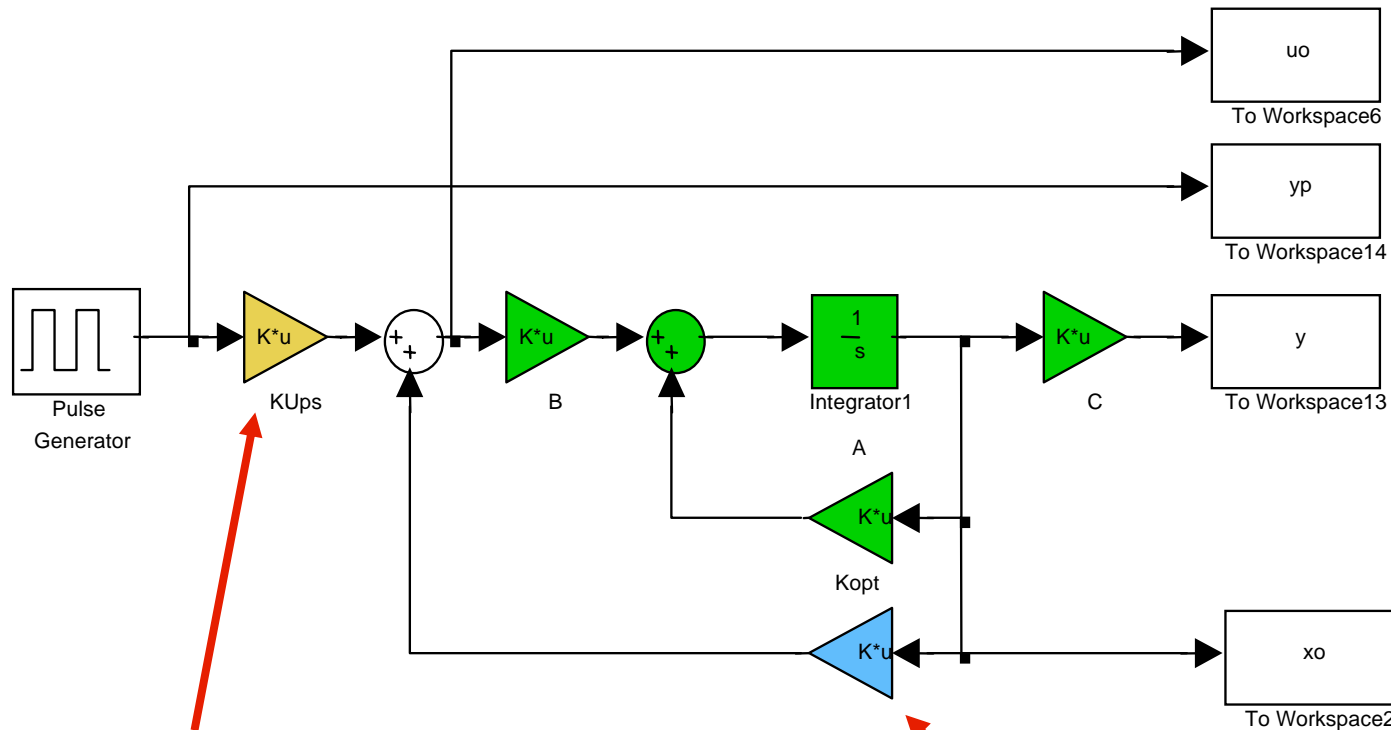 uo
To Workspace6
yp
To Workspace14
Pulse
Generator
K*u
KUps
+
+
K*u
B
+
+
1
s
Integrator1
K*u
C
y
To Workspace13
A
K*u
Kopt
K*u
xo
To Workspace2